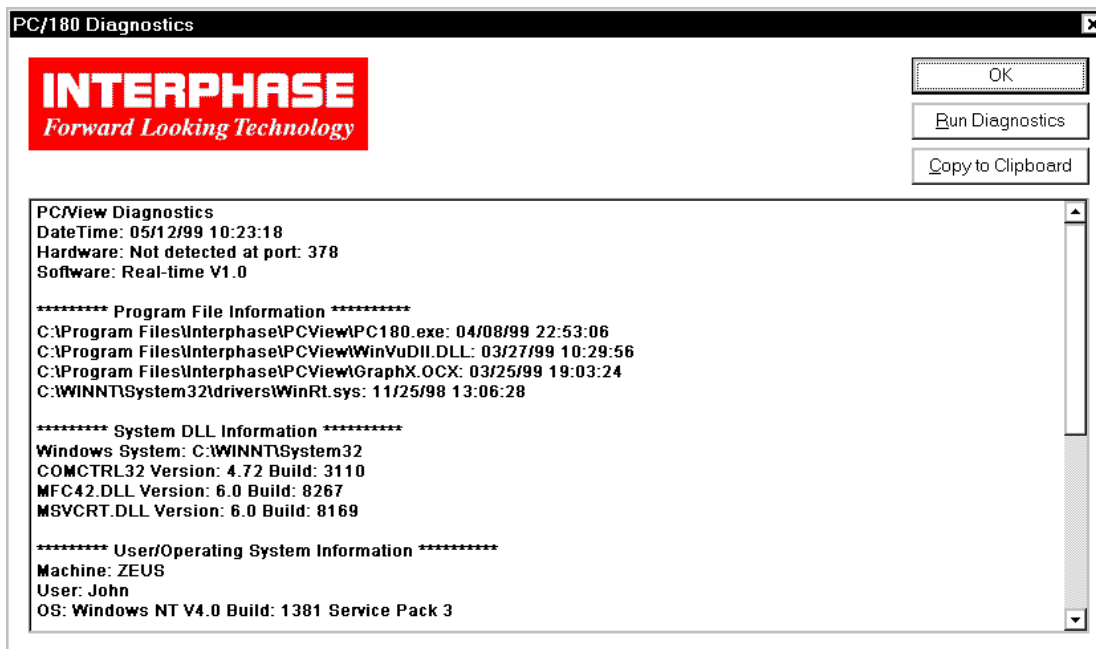 PC/180 Diagnostics
INTERPHASE
Forward Looking Technology
OK
Run Diagnostics
Copy to Clipboard
PC/View Diagnostics
DateTime: 05/12/99 10:23:18
Hardware: Not detected at port: 378
Software: Real-time V1.0
********* Program File Information **********
C:\Program Files\Interphase\PCView\PC180.exe: 04/08/99 22:53:06
C:\Program Files\Interphase\PCView\WinVuDll.DLL: 03/27/99 10:29:56
C:\Program Files\Interphase\PCView\GraphX.OCX: 03/25/99 19:03:24
C:\WINNT\System32\drivers\WinRt.sys: 11/25/98 13:06:28
********* System DLL Information **********
Windows System: C:\WINNT\System32
COMCTRL32 Version: 4.72 Build: 3110
MFC42.DLL Version: 6.0 Build: 8267
MSVCRT.DLL Version: 6.0 Build: 8169
********* User/Operating System Information **********
Machine: ZEUS
User: John
OS: Windows NT V4.0 Build: 1381 Service Pack 3